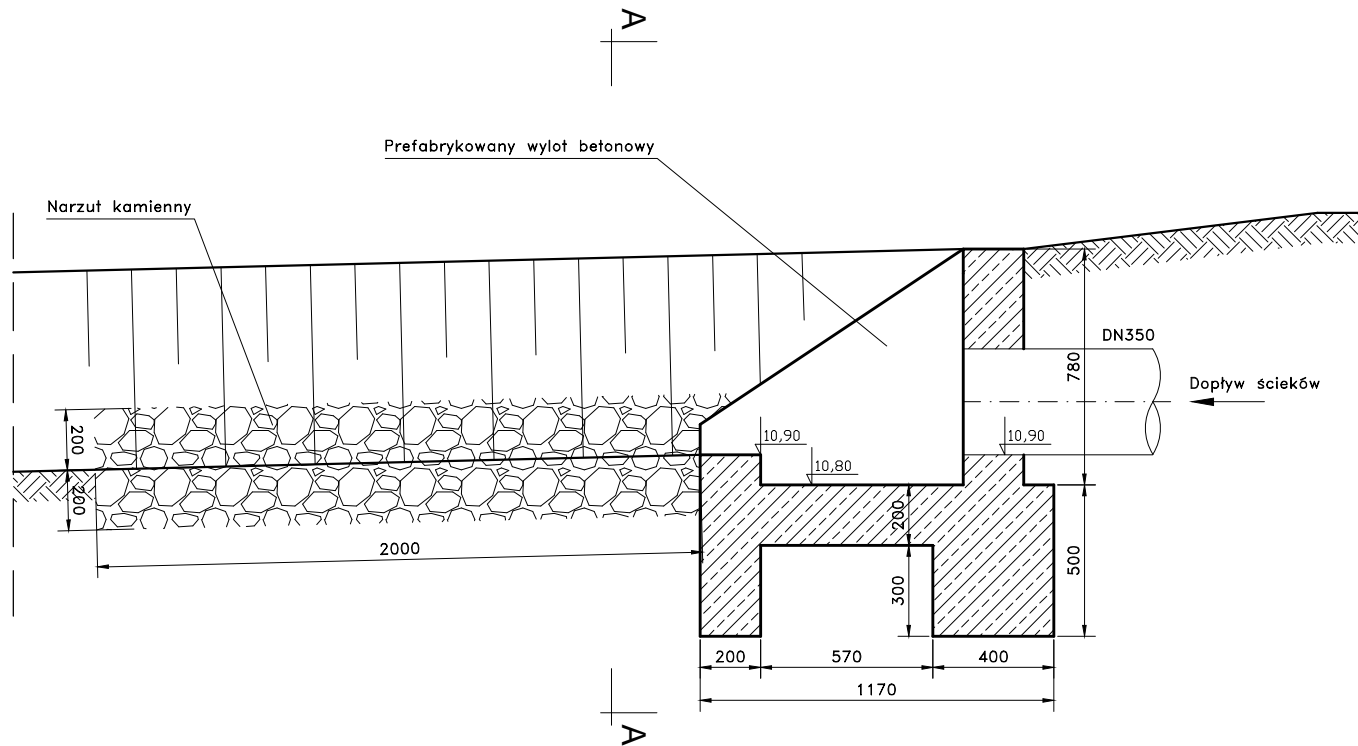 A
Prefabrykowany wylot betonowy
Narzut kamienny
DN350
780
Dopływ ścieków
200
10,90
10,90
10,80
200
200
2000
500
300
200
570
400
1170
A